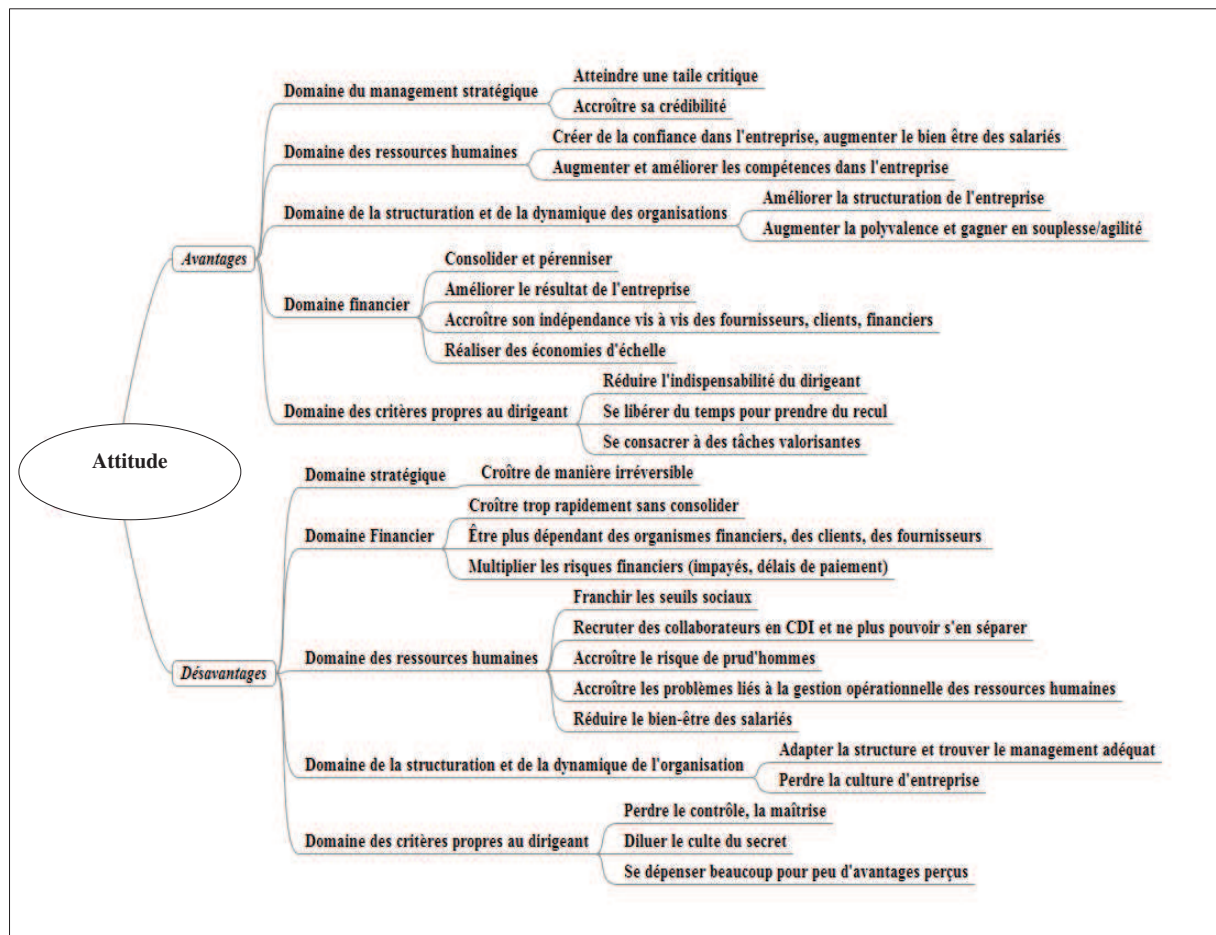 Attitude
Avantages
Domaine du management stratégique
Atteindre une taile critique
Accroître sa crédibilité
Domaine des ressources humaines
Créer de la confiance dans l'entreprise, augmenter le bien être des salariés
Augmenter et améliorer les compétences dans l'entreprise
Domaine de la structuration et de la dynamique des organisations
Améliorer la structuration de l'entreprise
Augmenter la polyvalence et gagner en souplesse/agilité
Domaine financier
Consolider et pérenniser
Améliorer le résultat de l'entreprise
Accroître son indépendance vis à vis des fournisseurs, clients, financiers
Réaliser des économies d'échelle
Domaine des critères propres au dirigeant
Réduire l'indispensabilité du dirigeant
Se libérer du temps pour prendre du recul
Se consacrer à des tâches valorisantes
Désavantages
Domaine stratégique
Croître de manière irréversible
Domaine Financier
Croître trop rapidement sans consolider
Être plus dépendant des organismes financiers, des clients, des fournisseurs
Multiplier les risques financiers (impayés, délais de paiement)
Domaine des ressources humaines
Franchir les seuils sociaux
Recruter des collaborateurs en CDI et ne plus pouvoir s'en séparer
Accroître le risque de prud'hommes
Accroître les problèmes liés à la gestion opérationnelle des ressources humaines
Réduire le bien-être des salariés
Domaine de la structuration et de la dynamique de l'organisation
Adapter la structure et trouver le management adéquat
Perdre la culture d'entreprise
Domaine des critères propres au dirigeant
Perdre le contrôle, la maîtrise
Diluer le culte du secret
Se dépenser beaucoup pour peu d'avantages perçus